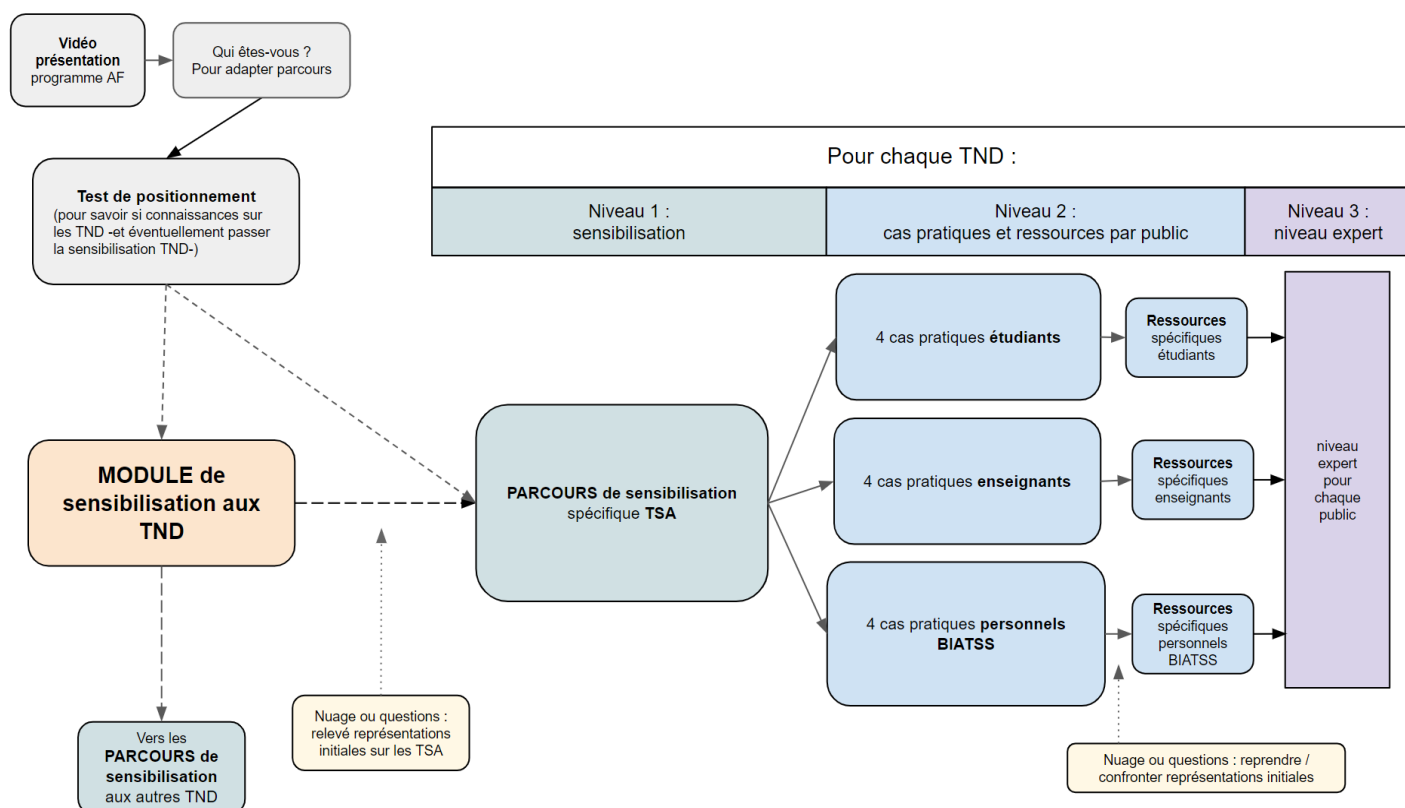 Vidéo
présentation
programme AF
Qui êtes-vous ?
Pour adapter parcours
Test de positionnement
(pour savoir si connaissances sur
les TND -et éventuellement passer
la sensibilisation TND-)
Pour chaque TND :
Niveau 1 :
sensibilisation
Niveau 2 :
cas pratiques et ressources par public
Niveau 3 :
niveau expert
MODULE de
sensibilisation aux
TND
PARCOURS de sensibilisation
spécifique TSA
4 cas pratiques étudiants
Ressources
spécifiques
étudiants
4 cas pratiques enseignants
Ressources
spécifiques
enseignants
4 cas pratiques personnels
BIATSS
Ressources
spécifiques
personnels
BIATSS
niveau
expert
pour
chaque
public
Vers les
PARCOURS de
sensibilisation
aux autres TND
Nuage ou questions :
relevé représentations
initiales sur les TSA
Nuage ou questions : reprendre /
confronter représentations initiales